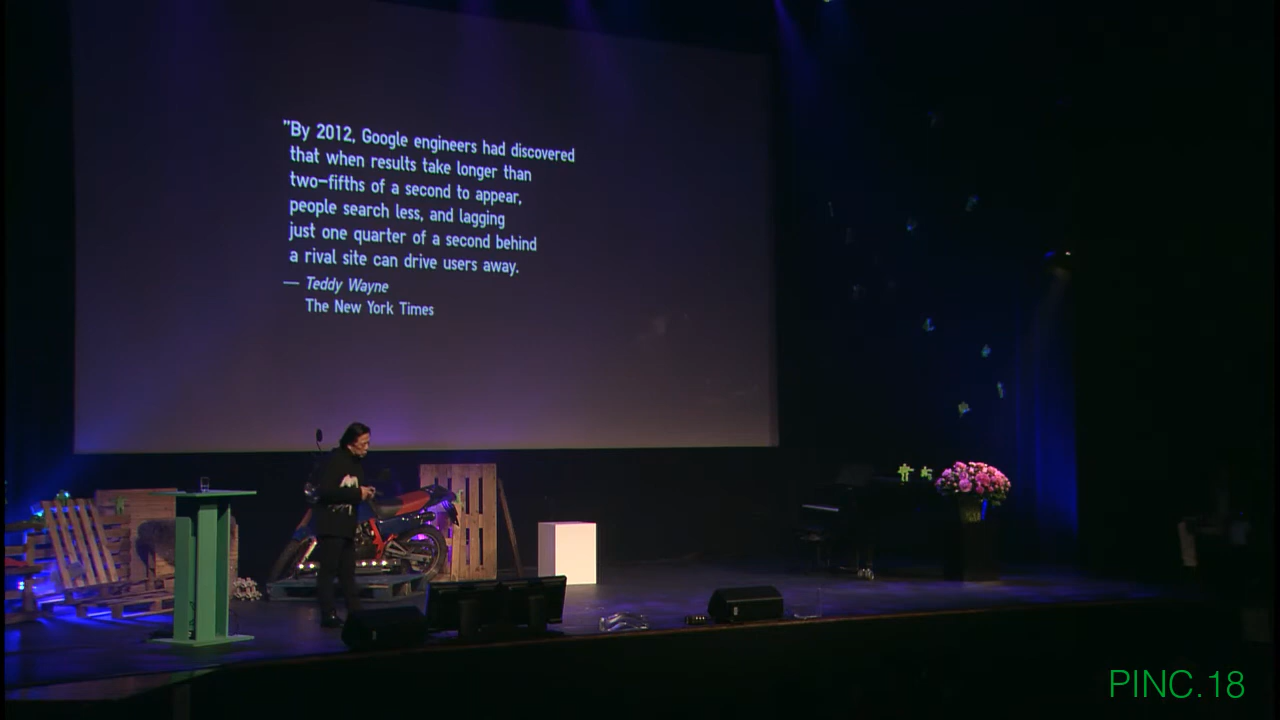 "By 2012, Google engineers had discovered
that when results take longer than
two-fifths of a second to appear,
people search less, and lagging
just one quarter of a second behind
a rival site can drive users away.
— Teddy Wayne
The New York Times
PINC.18